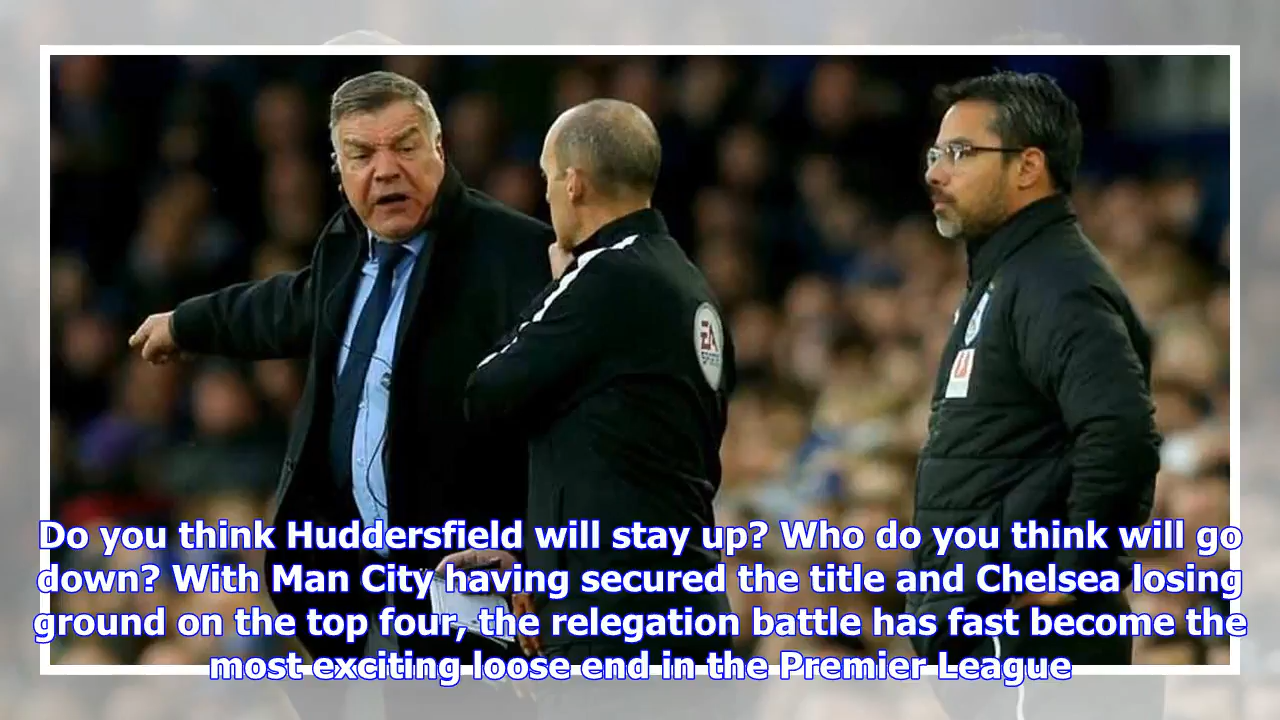 EA
SPORTS
Do you think Huddersfield will stay up? Who do you think will go
down? With Man City having secured the title and Chelsea losing
ground on the top four, the relegation battle has fast become the
most exciting loose end in the Premier League